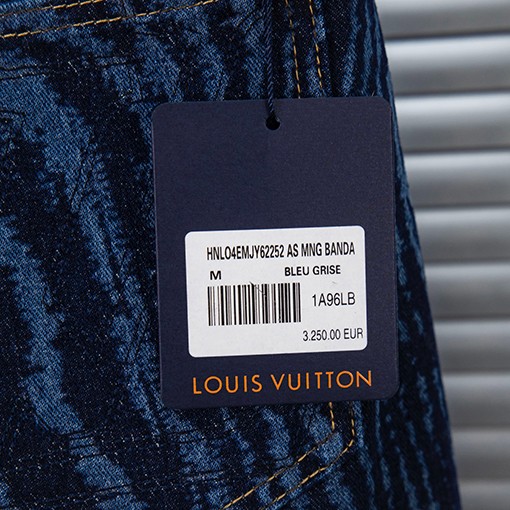 HNLO4EMJY62252 AS MNG BANDA
M BLEU GRISE
1A96LB
3.250.00 EUR
LOUIS VUITTON